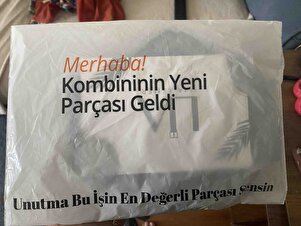 Merhaba!
Kombininin Yeni
Parçası Geldi
Unutma Bu İşin En Değerli Parçası Sensin